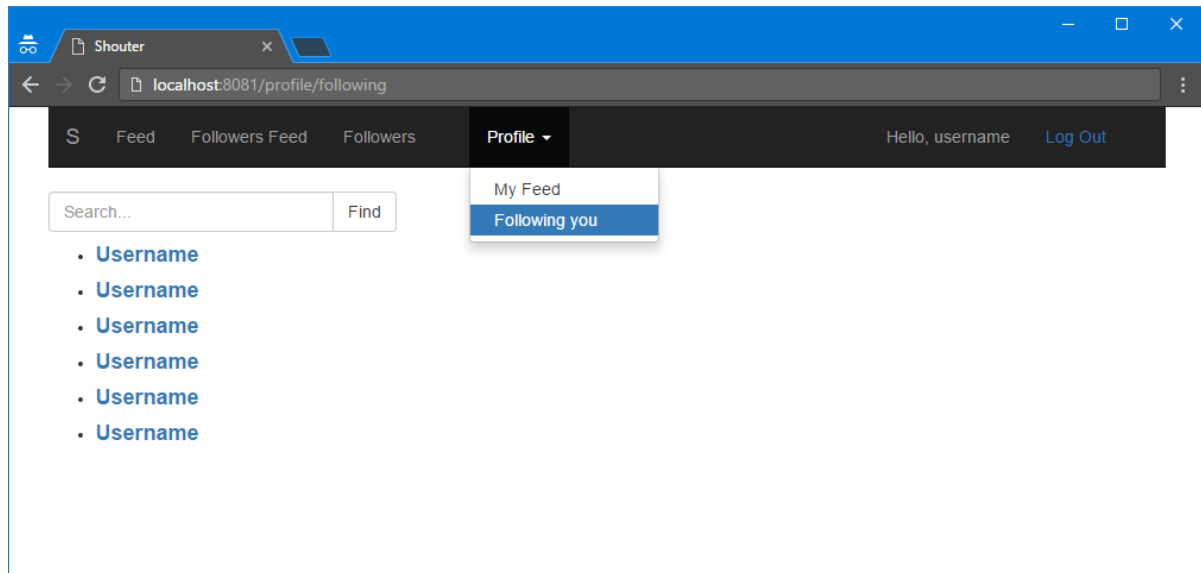 Shouter
localhost:8081/profile/following
S Feed Followers Feed Followers Profile Hello, username Log Out
My Feed
Search... Find Following you
Username
Username
Username
Username
Username
Username